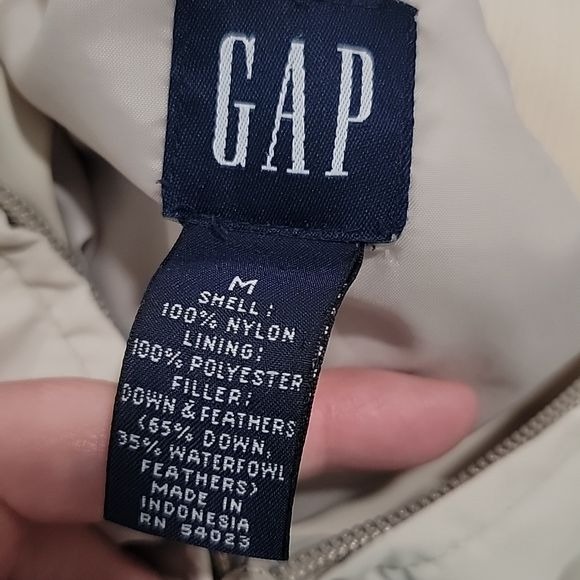 GAP
M
SHELL:
100% NYLON
LINING:
100% POLYESTER
FILLER:
DOWN & FEATHERS
(65% DOWN,
35% WATERFOWL
FEATHERS)
MADE IN
INDONESIA
RN 54023